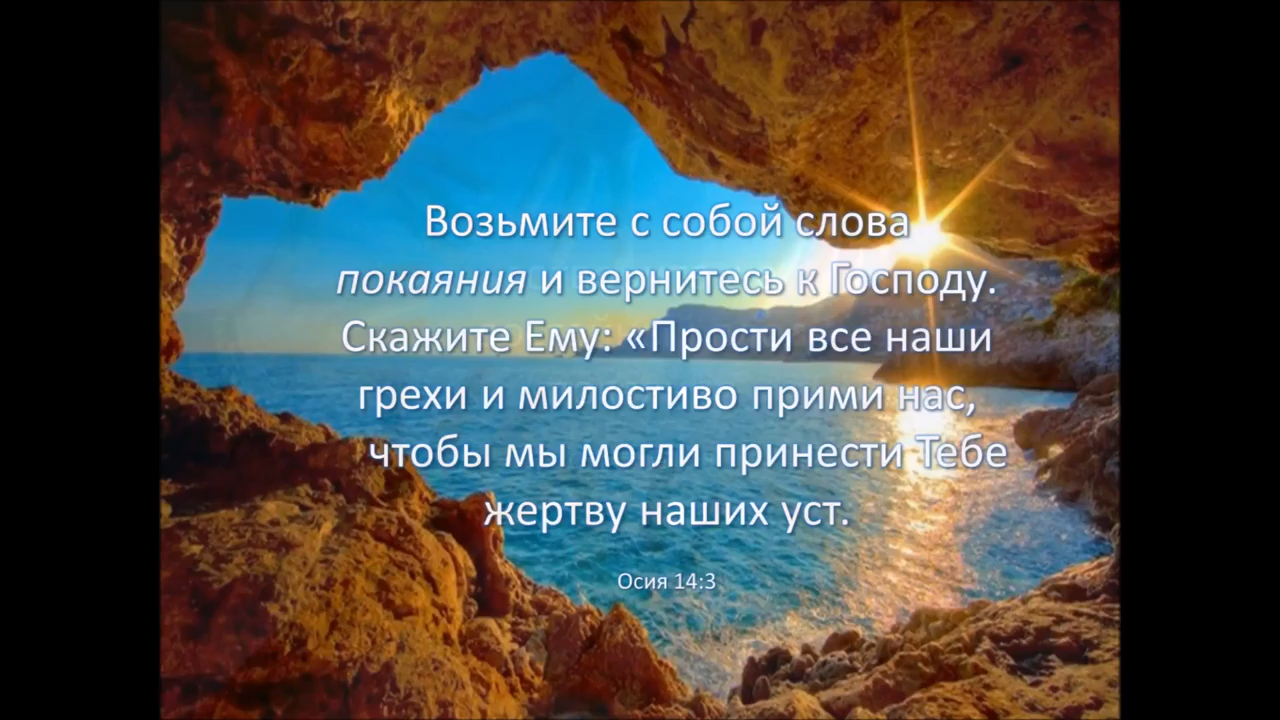 Возьмите с собой слова
покаяния и вернитесь к Господу.
Скажите Ему: «Прости все наши
грехи и милостиво прими нас,
чтобы мы могли принести Тебе
жертву наших уст.
Осия 14:3